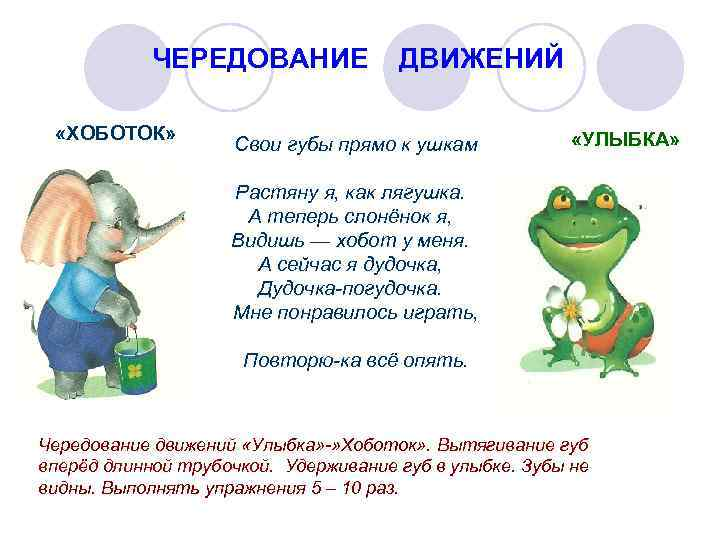 ЧЕРЕДОВАНИЕ ДВИЖЕНИЙ
«ХОБОТОК»
«УЛЫБКА»
Свои губы прямо к ушкам
Растяну я, как лягушка.
А теперь слонёнок я,
Видишь — хобот у меня.
А сейчас я дудочка,
Дудочка-погудочка.
Мне понравилось играть,
Повторю-ка всё опять.
Чередование движений «Улыбка» -» Хоботок» . Вытягивание губ
вперёд длинной трубочкой. Удерживание губ в улыбке. Зубы не
видны. Выполнять упражнения 5 – 10 раз.